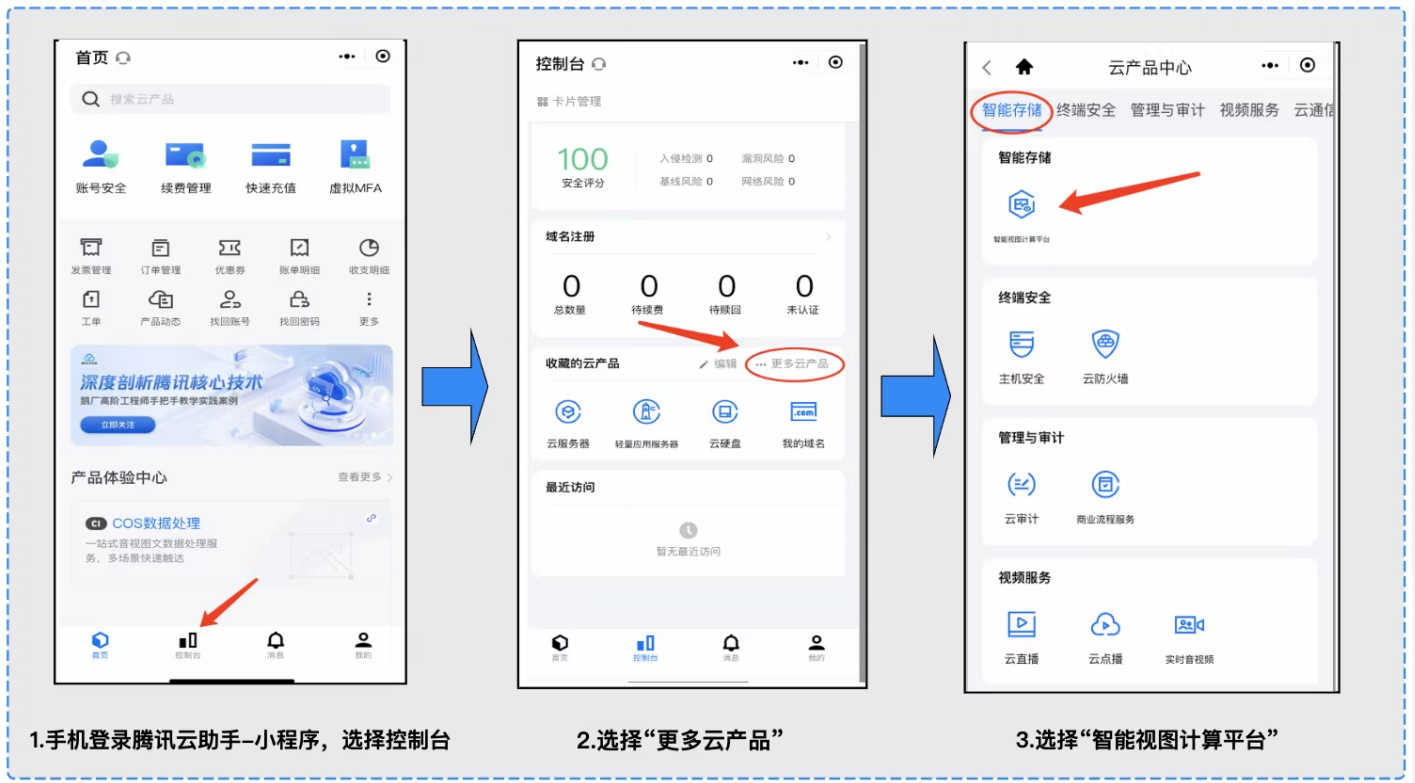 首页
搜索云产品
账号安全 续费管理 快速充值 虚拟MFA
发票管理 订单管理 优惠券 账单明细 收支明细
工单 产品动态 找回账号 找回密码 更多
深度剖析腾讯核心技术
鹅厂高阶工程师手把手教学实践案例
立即关注
产品体验中心 查看更多
CI COS数据处理
一站式音视图文数据处理服
务，多场景快速触达
首页 控制台 消息 我的
1.手机登录腾讯云助手-小程序，选择控制台
控制台
卡片管理
100
安全评分
入侵检测 0 漏洞风险 0
基线风险 0 网络风险 0
域名注册
0 0 0 0
总数量 待续费 待赎回 未认证
收藏的云产品 编辑 更多云产品
.com
云服务器 轻量应用服务器 云硬盘 我的域名
最近访问
暂无最近访问
首页 控制台 消息 我的
2.选择“更多云产品”
云产品中心
智能存储 终端安全 管理与审计 视频服务 云通信
智能存储
智能视图计算平台
终端安全
主机安全 云防火墙
管理与审计
云审计 商业流程服务
视频服务
云直播 云点播 实时音视频
3.选择“智能视图计算平台”